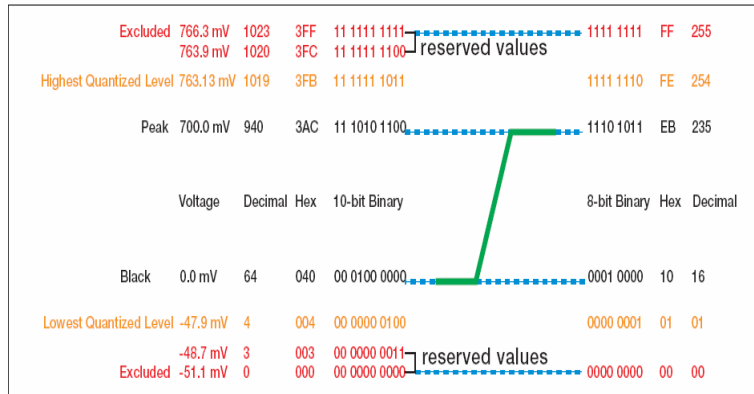 Excluded 766.3 mV 1023 3FF 11 1111 1111 1111 1111 FF 255
763.9 mV 1020 3FC 11 1111 1100 reserved values
Highest Quantized Level 763.13 mV 1019 3FB 11 1111 1011 1111 1110 FE 254
Peak 700.0 mV 940 3AC 11 1010 1100 1110 1011 EB 235
Voltage Decimal Hex 10-bit Binary 8-bit Binary Hex Decimal
Black 0.0 mV 64 040 00 0100 0000 0001 0000 10 16
Lowest Quantized Level -47.9 mV 4 004 00 0000 0100 0000 0001 01 01
-48.7 mV 3 003 00 0000 0011 reserved values
Excluded -51.1 mV 0 000 00 0000 0000 0000 0000 00 00